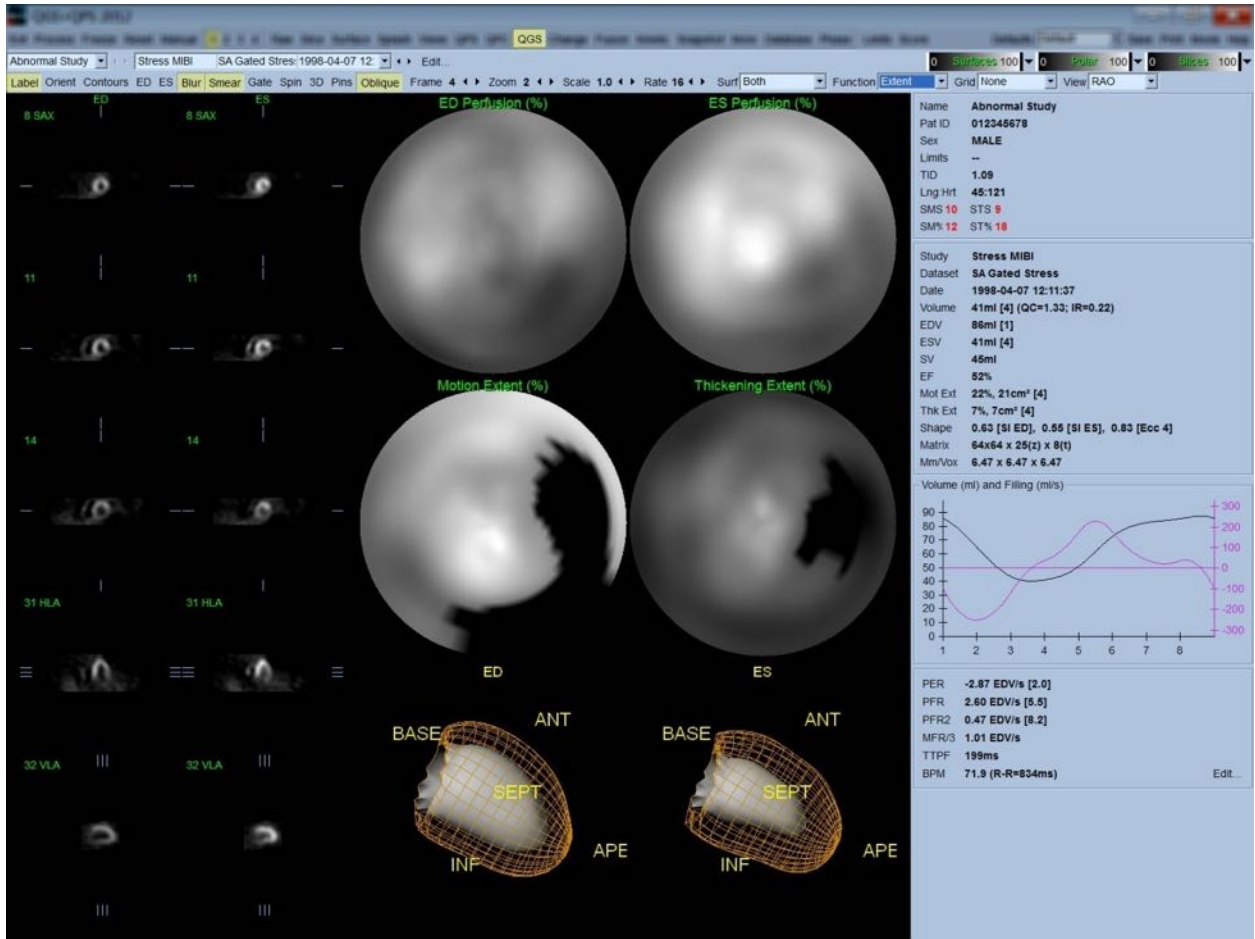 QGS+QPS 2012
QGS
Abnormal Study Stress MIBI SA Gated Stres: 1998-04-07 12: Edit... 0 Surfaces 100 0 Polar 100 0 Slices 100
Label Orient Contours ED ES Blur Smear Gate Spin 3D Pins Oblique Frame 4 Zoom 2 Scale 1.0 Rate 16 Surf Both Function Extent Grid None View RAO
ED ES
8 SAX 8 SAX
11 11
14 14
31 HLA 31 HLA
32 VLA 32 VLA
ED Perfusion (%) ES Perfusion (%)
Motion Extent (%) Thickening Extent (%)
ED ES
BASE ANT BASE ANT
SEPT SEPT
INF APE INF APE
Name Abnormal Study
Pat ID 012345678
Sex MALE
Limits --
TID 1.09
Lng:Hrt 45:121
SMS 10 STS 9
SM% 12 ST% 18
Study Stress MIBI
Dataset SA Gated Stress
Date 1998-04-07 12:11:37
Volume 41ml [4] (QC=1.33; IR=0.22)
EDV 86ml [1]
ESV 41ml [4]
SV 45ml
EF 52%
Mot Ext 22%, 21cm² [4]
Thk Ext 7%, 7cm² [4]
Shape 0.63 [SI ED], 0.55 [SI ES], 0.83 [Ecc 4]
Matrix 64x64 x 25(z) x 8(t)
Mm/Vox 6.47 x 6.47 x 6.47
Volume (ml) and Filling (ml/s)
90 300
80 200
70
60 100
50 0
40
30 -100
20 -200
10
0 -300
1 2 3 4 5 6 7 8
PER -2.87 EDV/s [2.0]
PFR 2.60 EDV/s [5.5]
PFR2 0.47 EDV/s [8.2]
MFR/3 1.01 EDV/s
TTPF 199ms
BPM 71.9 (R-R=834ms) Edit...